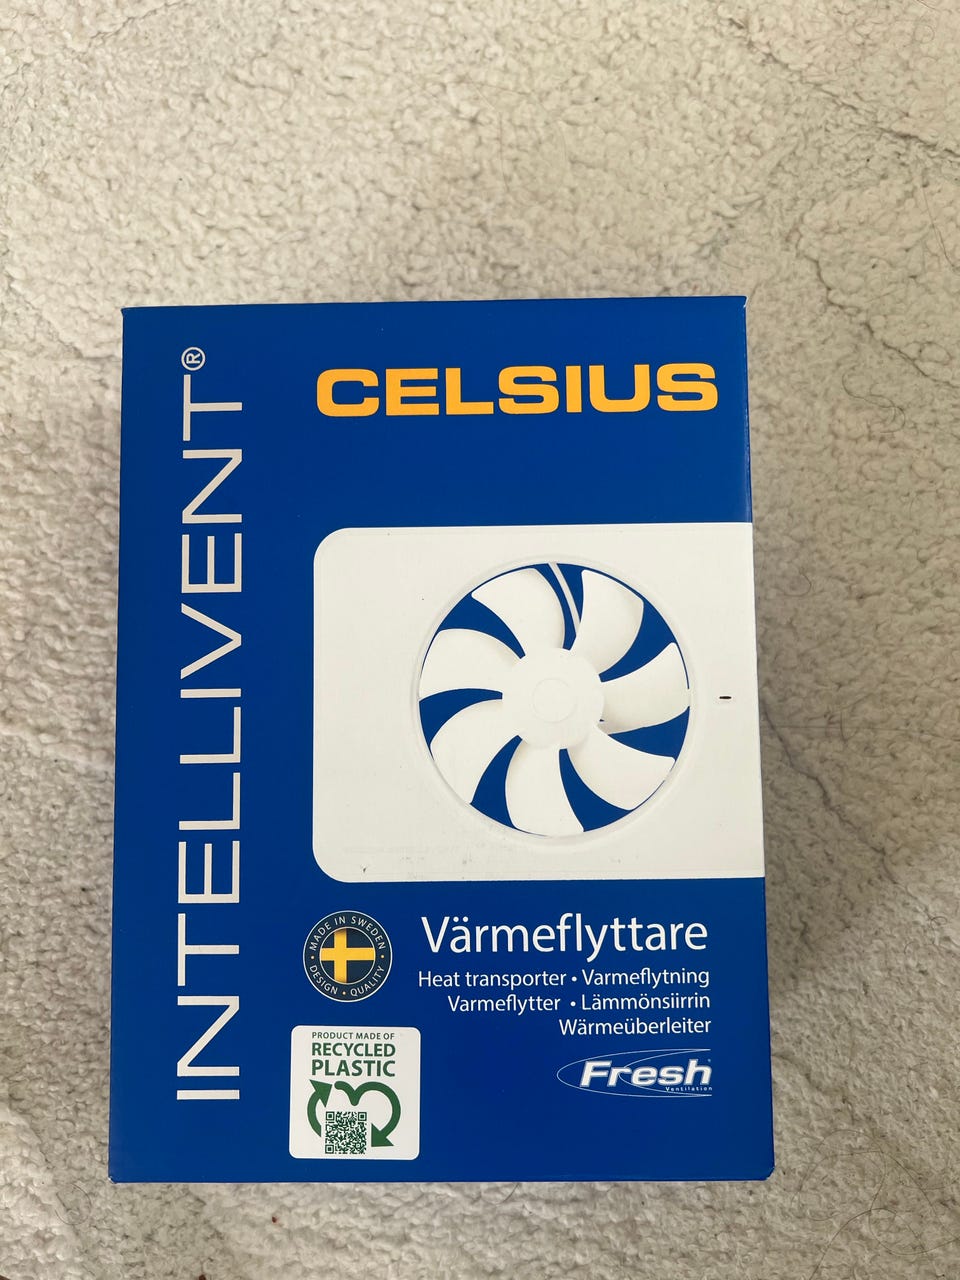 INTELLIVENT®
CELSIUS
Värmeflyttare
Heat transporter • Varmeflytning
Varmeflytter • Lämmönsiirrin
Wärmeüberleiter
MADE IN SWEDEN
DESIGN • QUALITY
PRODUCT MADE OF
RECYCLED
PLASTIC
Fresh
Ventilation